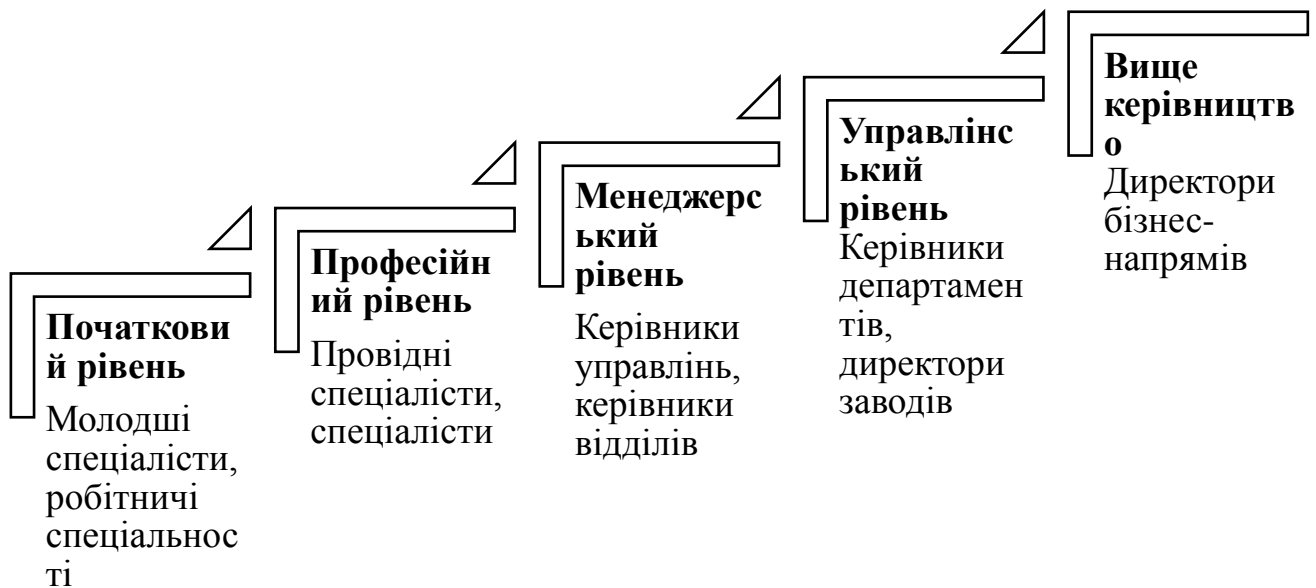 Початкови
й рівень
Молодші
спеціалісти,
робітничі
спеціальнос
ті
Професійн
ий рівень
Провідні
спеціалісти,
спеціалісти
Менеджерс
ький
рівень
Керівники
управлінь,
керівники
відділів
Управлінс
ький
рівень
Керівники
департамен
тів,
директори
заводів
Вище
керівництв
о
Директори
бізнес-
напрямів